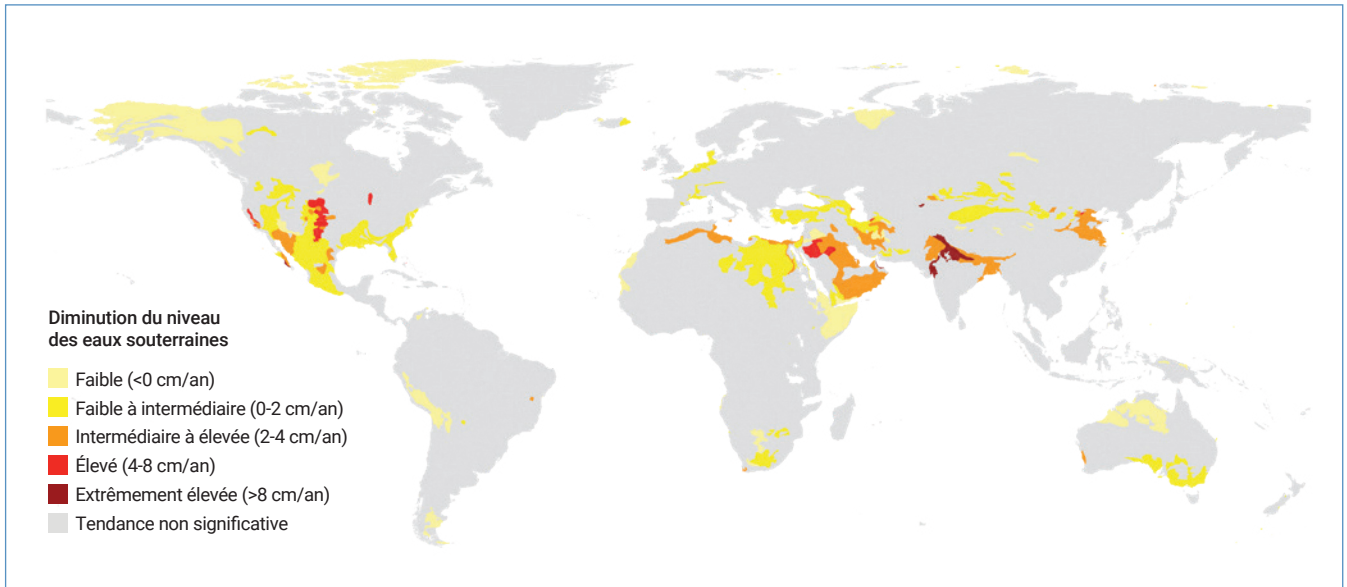 Diminution du niveau
des eaux souterraines
Faible (<0 cm/an)
Faible à intermédiaire (0-2 cm/an)
Intermédiaire à élevée (2-4 cm/an)
Élevé (4-8 cm/an)
Extrêmement élevée (>8 cm/an)
Tendance non significative